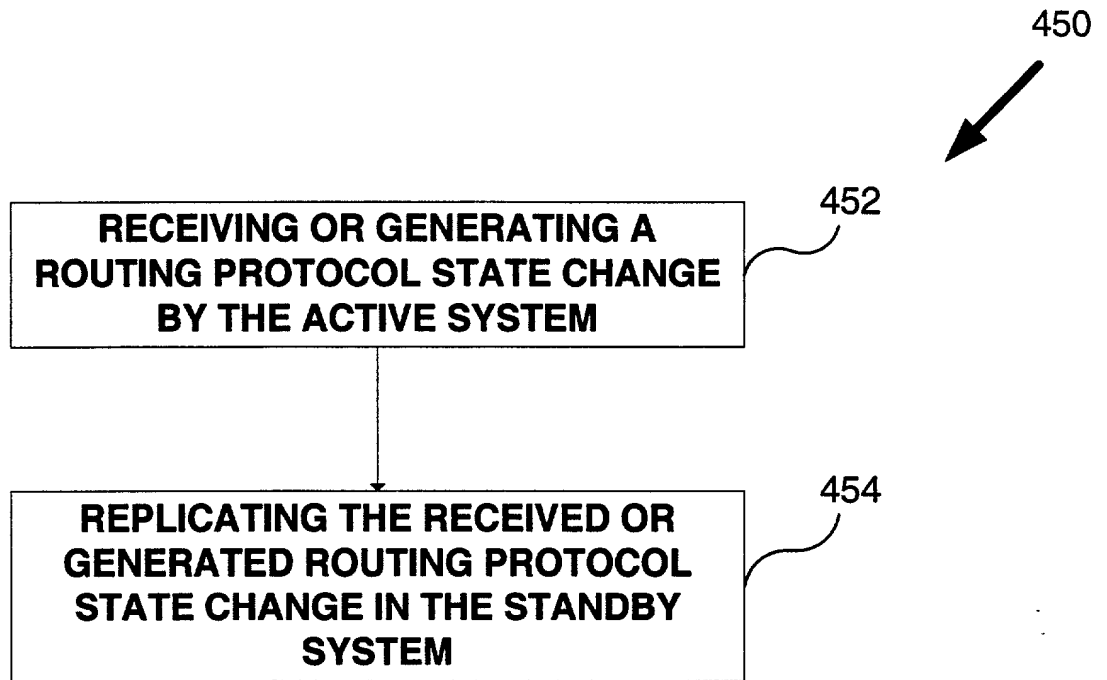 450
452
RECEIVING OR GENERATING A
ROUTING PROTOCOL STATE CHANGE
BY THE ACTIVE SYSTEM
454
REPLICATING THE RECEIVED OR
GENERATED ROUTING PROTOCOL
STATE CHANGE IN THE STANDBY
SYSTEM